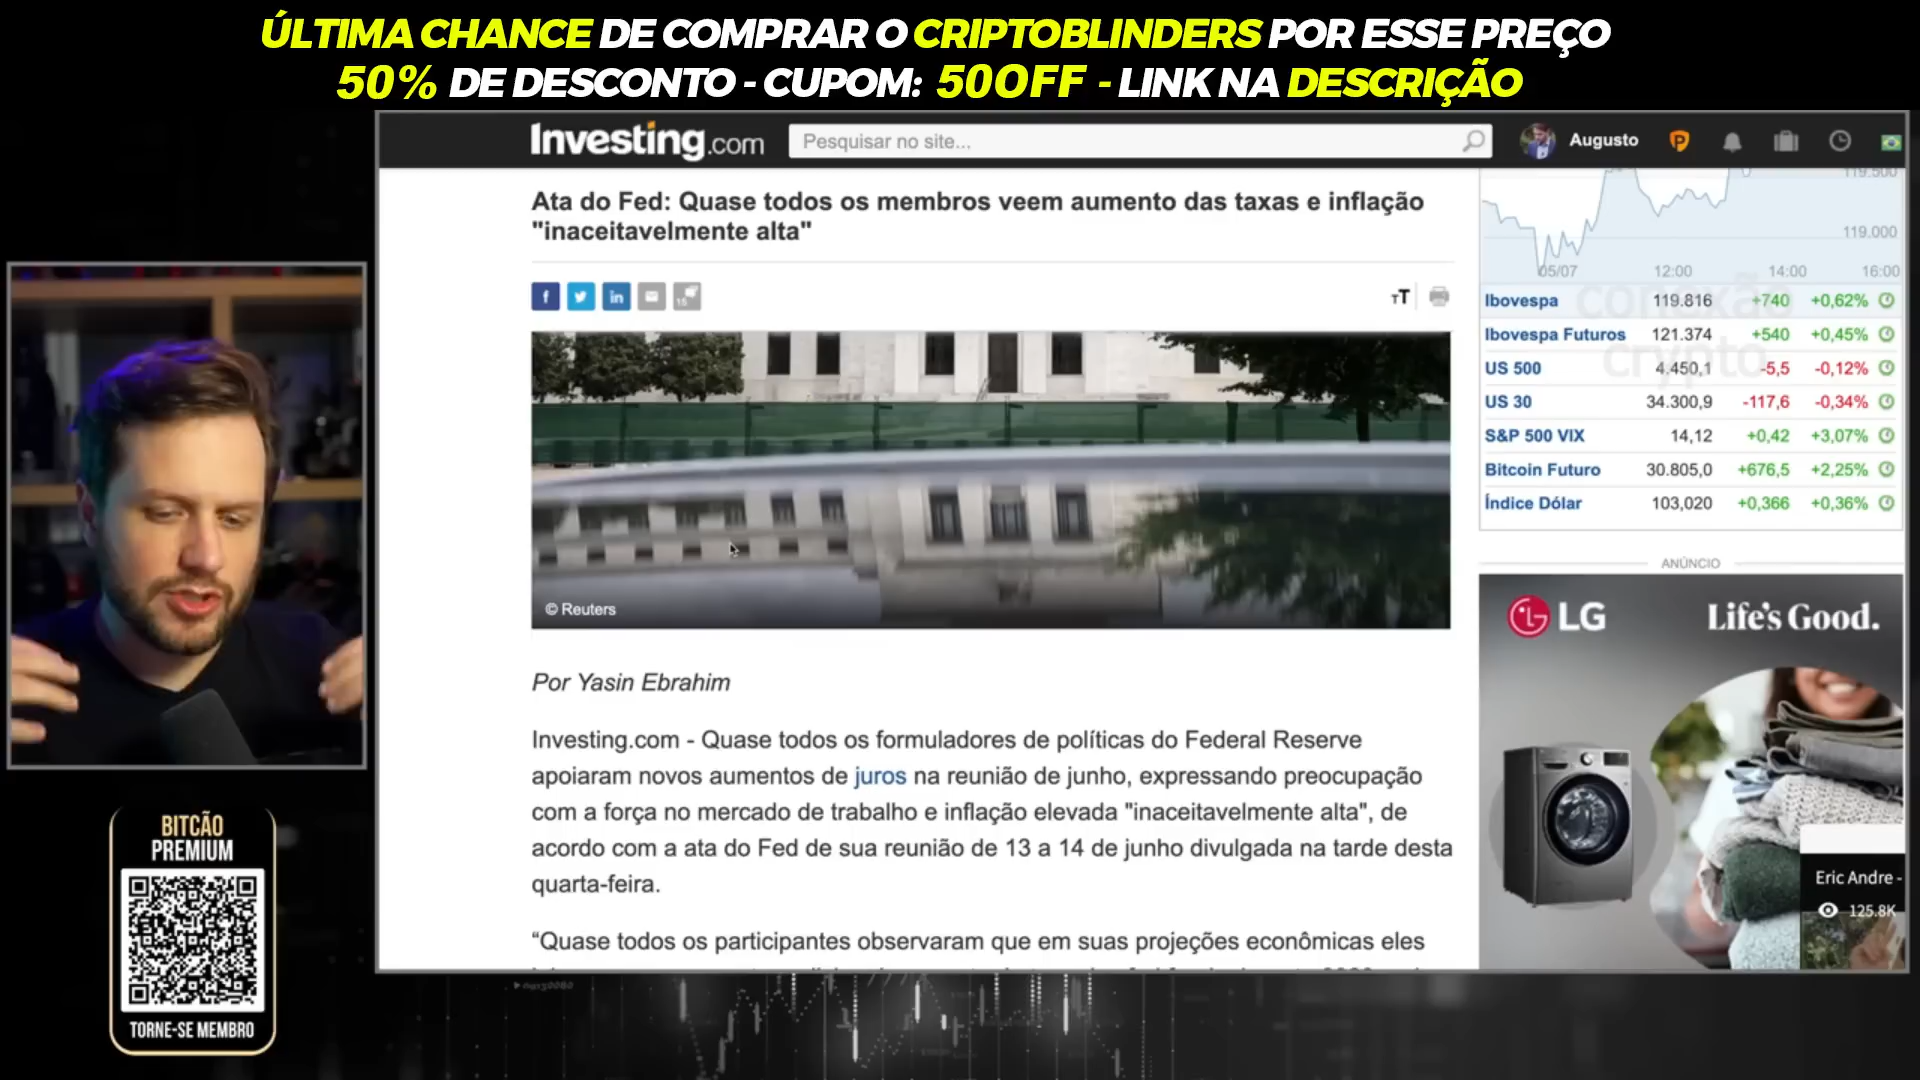 ÚLTIMA CHANCE DE COMPRAR O CRIPTOBLINDERS POR ESSE PREÇO
50% DE DESCONTO - CUPOM: 50OFF - LINK NA DESCRIÇÃO
Investing.com
Pesquisar no site...
Augusto
Ata do Fed: Quase todos os membros veem aumento das taxas e inflação
"inaceitavelmente alta"
15
TT
© Reuters
Por Yasin Ebrahim
Investing.com - Quase todos os formuladores de políticas do Federal Reserve
apoiaram novos aumentos de juros na reunião de junho, expressando preocupação
com a força no mercado de trabalho e inflação elevada "inaceitavelmente alta", de
acordo com a ata do Fed de sua reunião de 13 a 14 de junho divulgada na tarde desta
quarta-feira.
“Quase todos os participantes observaram que em suas projeções econômicas eles
119.500
119.000
05/07 12:00 14:00 16:00
Ibovespa 119.816 +740 +0,62%
Ibovespa Futuros 121.374 +540 +0,45%
US 500 4.450,1 -5,5 -0,12%
US 30 34.300,9 -117,6 -0,34%
S&P 500 VIX 14,12 +0,42 +3,07%
Bitcoin Futuro 30.805,0 +676,5 +2,25%
Índice Dólar 103,020 +0,366 +0,36%
conexão
crypto
ANÚNCIO
LG Life's Good.
Eric Andre -
125.8K
BITCÃO
PREMIUM
TORNE-SE MEMBRO